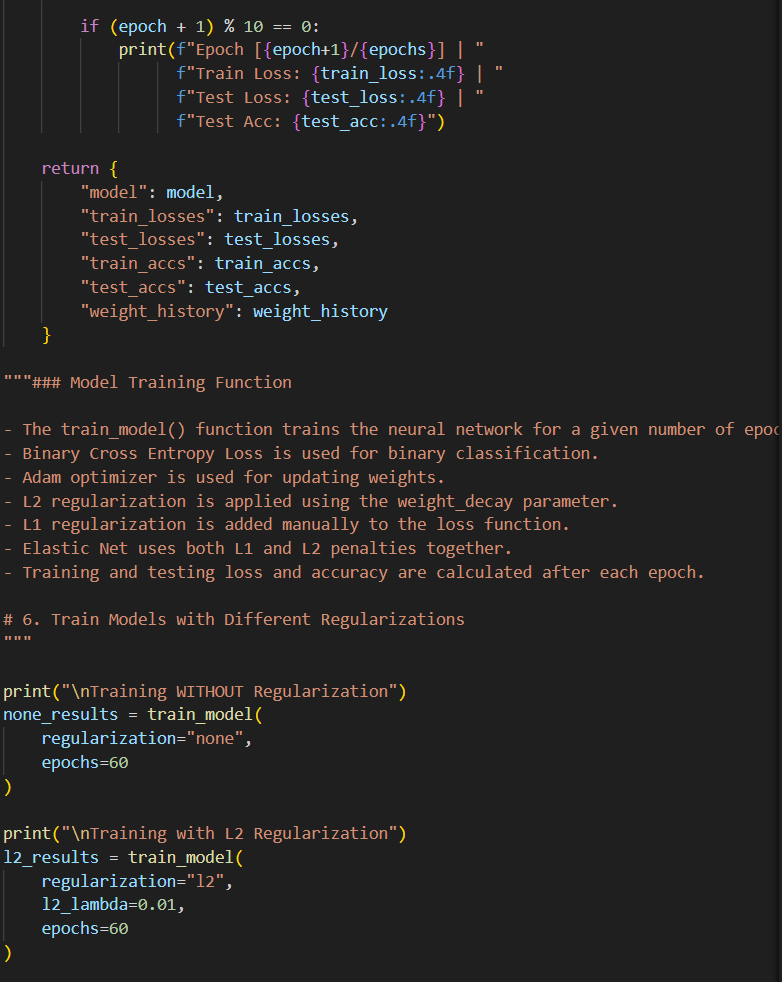 if (epoch + 1) % 10 == 0:
print(f"Epoch [{epoch+1}/{epochs}] | "
f"Train Loss: {train_loss:.4f} | "
f"Test Loss: {test_loss:.4f} | "
f"Test Acc: {test_acc:.4f}")
return {
"model": model,
"train_losses": train_losses,
"test_losses": test_losses,
"train_accs": train_accs,
"test_accs": test_accs,
"weight_history": weight_history
}
"""### Model Training Function
- The train_model() function trains the neural network for a given number of
- Binary Cross Entropy Loss is used for binary classification.
- Adam optimizer is used for updating weights.
- L2 regularization is applied using the weight_decay parameter.
- L1 regularization is added manually to the loss function.
- Elastic Net uses both L1 and L2 penalties together.
- Training and testing loss and accuracy are calculated after each epoch.
# 6. Train Models with Different Regularizations
"""
print("\nTraining WITHOUT Regularization")
none_results = train_model(
regularization="none",
epochs=60
)
print("\nTraining with L2 Regularization")
l2_results = train_model(
regularization="l2",
l2_lambda=0.01,
epochs=60
)